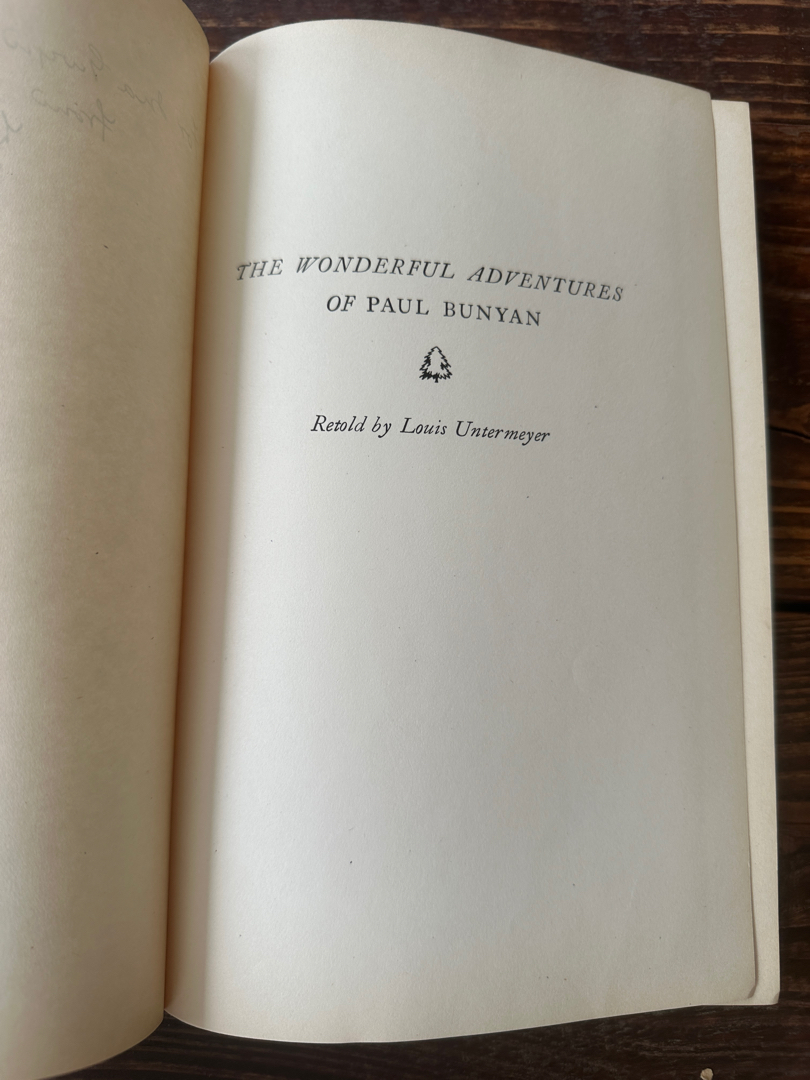 THE WONDERFUL ADVENTURES
OF PAUL BUNYAN
Retold by Louis Untermeyer